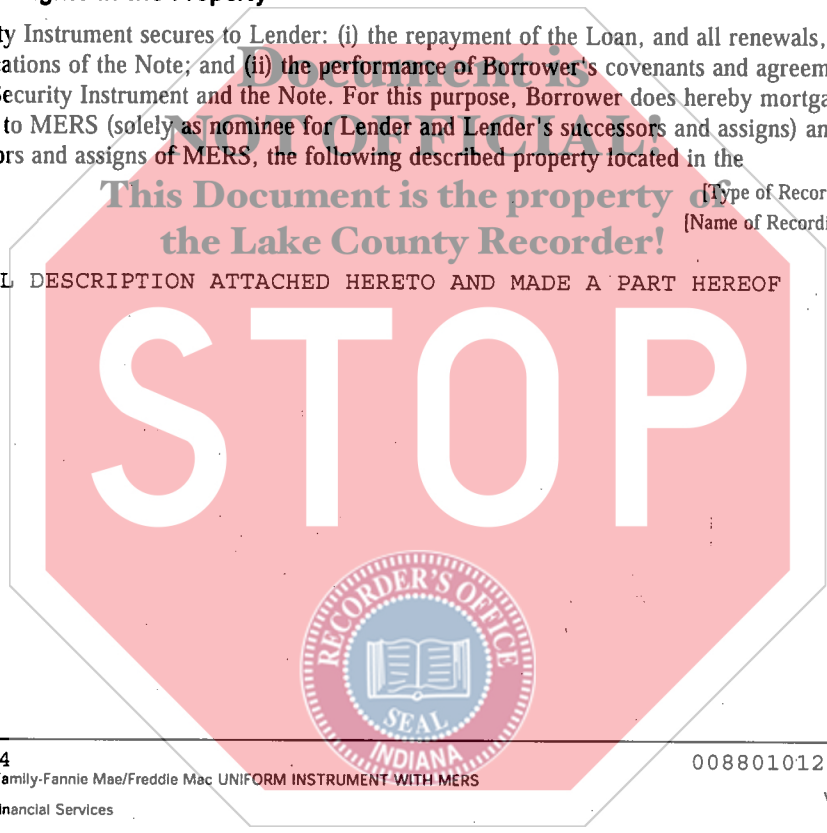 ty Instrument secures to Lender: (i) the repayment of the Loan, and all renewals,
ations of the Note; and (ii) the performance of Borrower's covenants and agreem
Security Instrument and the Note. For this purpose, Borrower does hereby mortga
to MERS (solely as nominee for Lender and Lender's successors and assigns) an
ors and assigns of MERS, the following described property located in the
[Type of Recor
[Name of Recordi
Document is
NOT OFFICIAL!
This Document is the property of
the Lake County Recorder!
L DESCRIPTION ATTACHED HERETO AND MADE A PART HEREOF
STOP
RECORDER'S OFFICE
SEAL
INDIANA
4
008801012
amily-Fannie Mae/Freddie Mac UNIFORM INSTRUMENT WITH MERS
inancial Services